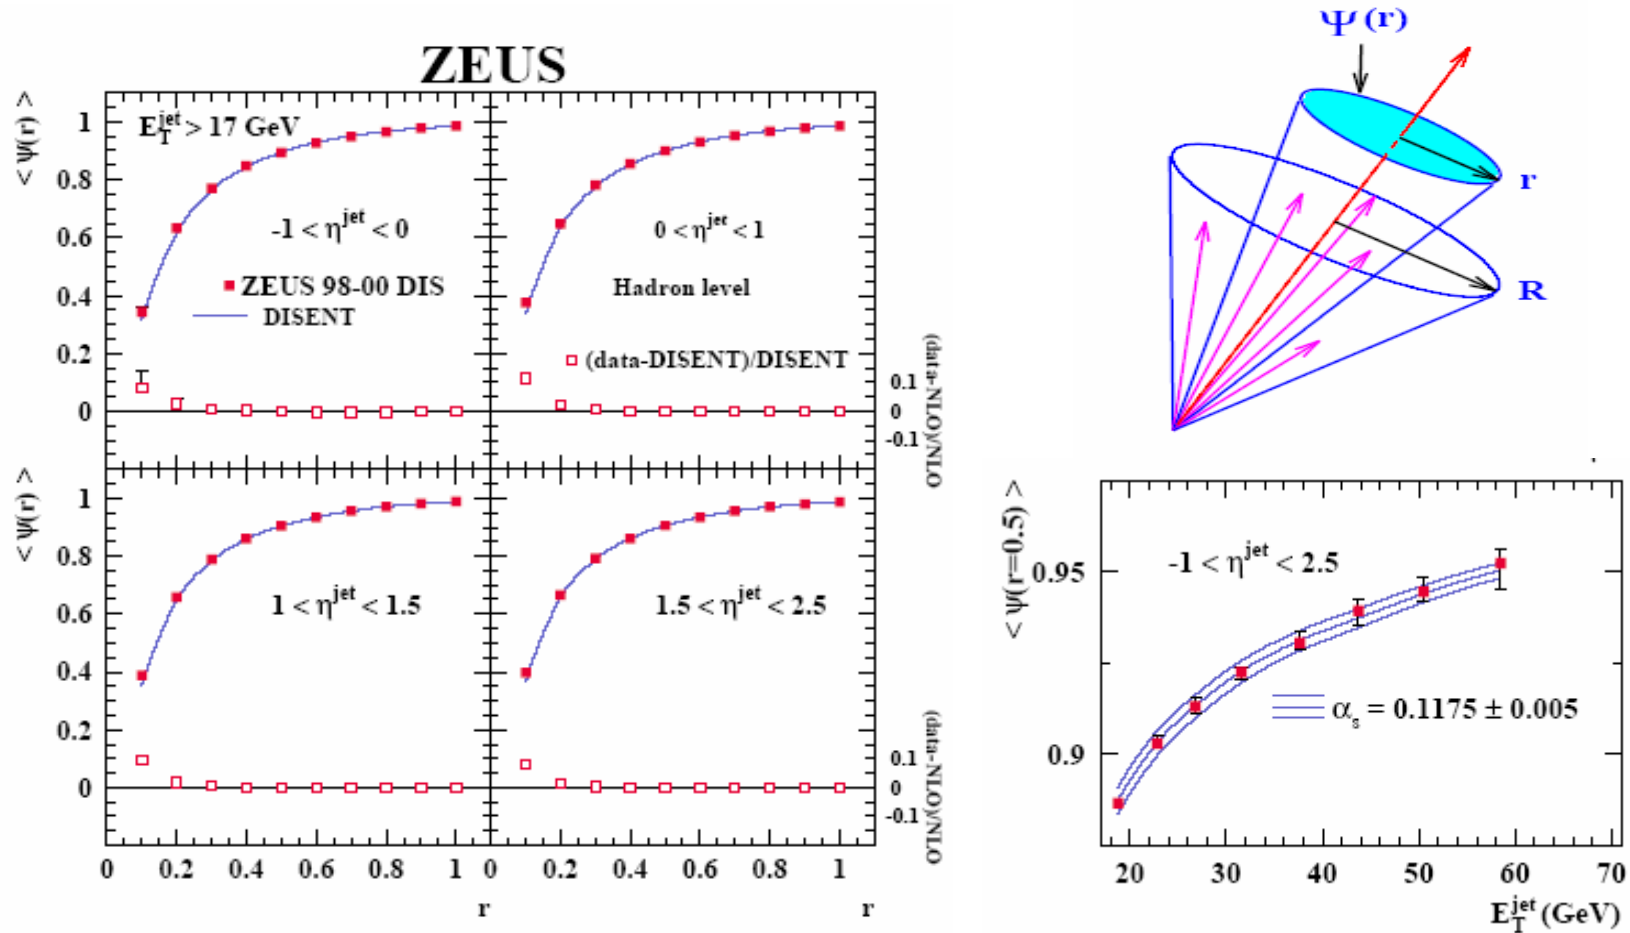 ZEUS
< ψ(r) >
1
0.8
0.6
0.4
0.2
0
E_T^jet > 17 GeV
-1 < η^jet < 0
ZEUS 98-00 DIS
DISENT
0 < η^jet < 1
Hadron level
(data-DISENT)/DISENT
0.1
0
-0.1
(data-NLO)/NLO
< ψ(r) >
1
0.8
0.6
0.4
0.2
0
1 < η^jet < 1.5
1.5 < η^jet < 2.5
0.1
0
-0.1
(data-NLO)/NLO
0 0.2 0.4 0.6 0.8 1
0 0.2 0.4 0.6 0.8 1
r
r
Ψ(r)
r
R
< ψ(r=0.5) >
0.95
0.9
-1 < η^jet < 2.5
α_s = 0.1175 ± 0.005
20 30 40 50 60 70
E_T^jet (GeV)